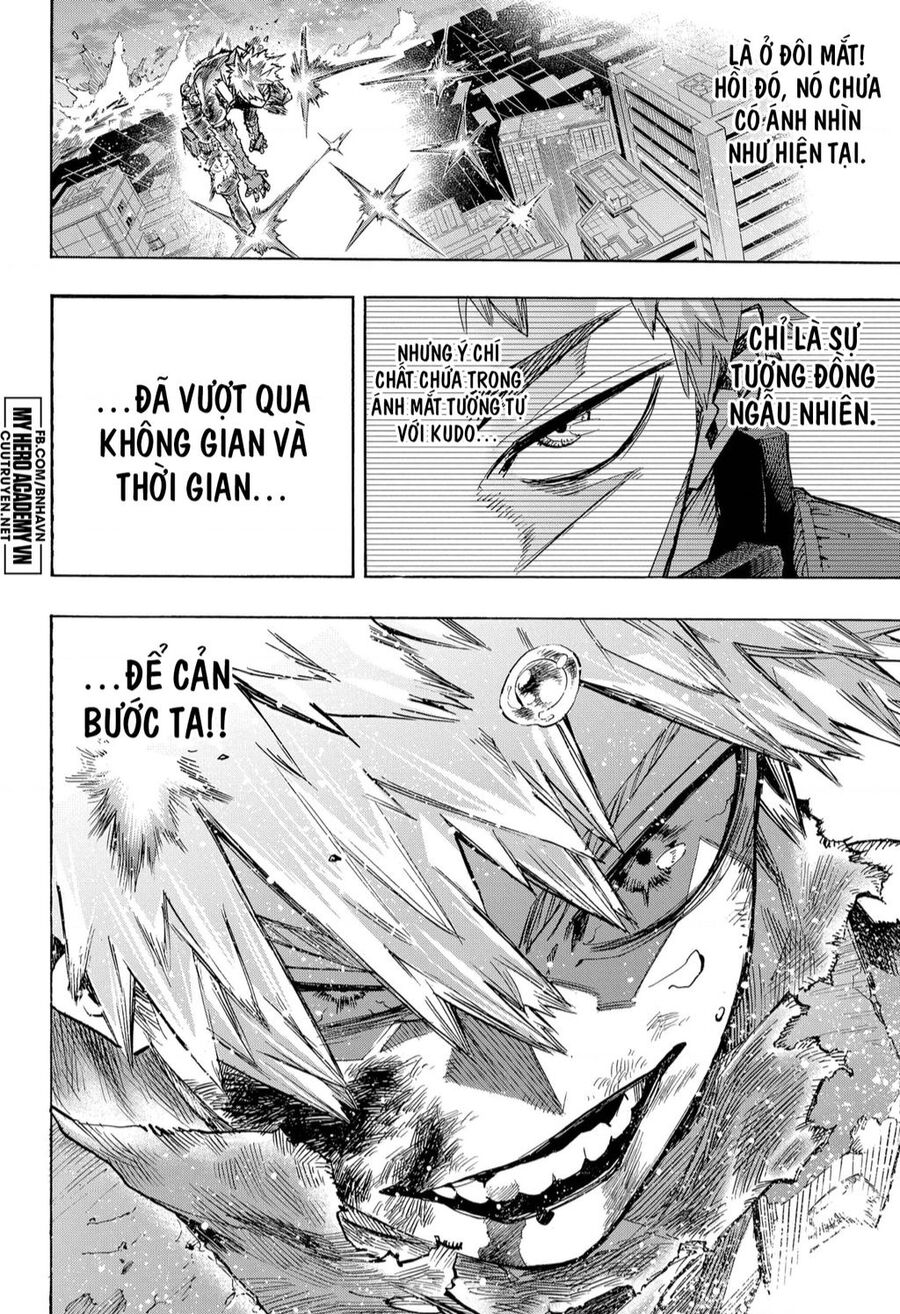 LÀ Ở ĐÔI MẮT!
HỒI ĐÓ, NÓ CHƯA
CÓ ÁNH NHÌN
NHƯ HIỆN TẠI.
CHỈ LÀ SỰ
TƯƠNG ĐỒNG
NGẪU NHIÊN.
NHƯNG Ý CHÍ
CHẤT CHỨA TRONG
ÁNH MẮT TƯƠNG TỰ
VỚI KUDO...
...ĐÃ VƯỢT QUA
KHÔNG GIAN VÀ
THỜI GIAN...
...ĐỂ CẢN
BƯỚC TA!!
FB.COM/BNHAVN
MY HERO ACADEMY VN
CUUTRUYEN.NET